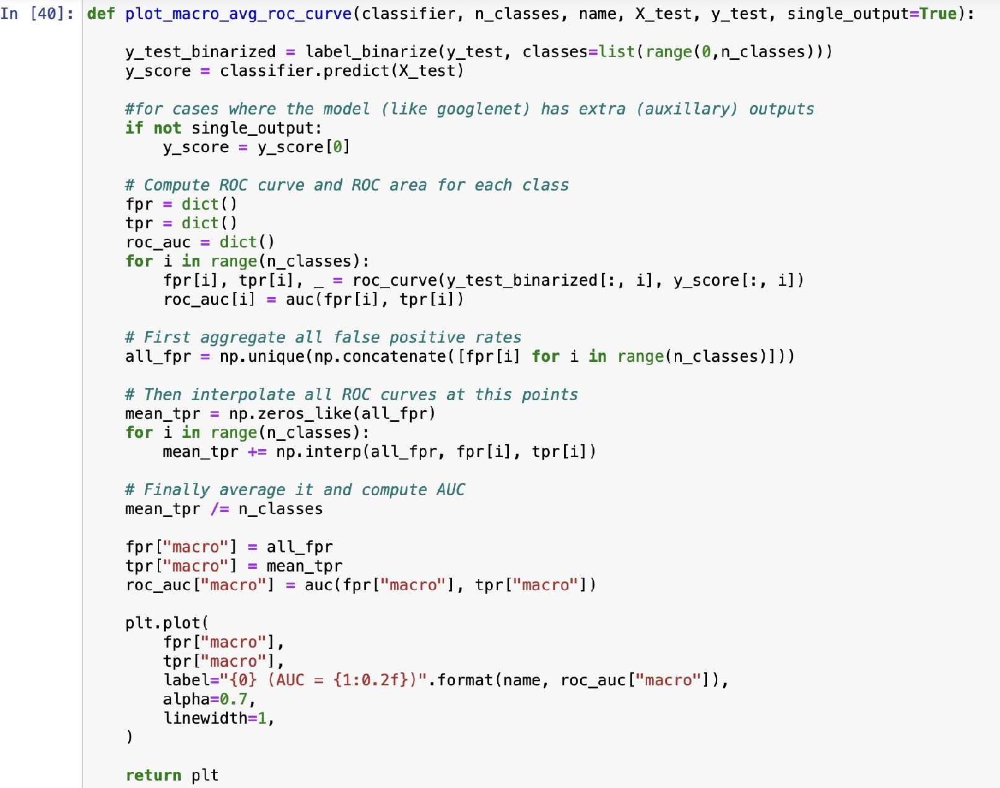 In [40]: def plot_macro_avg_roc_curve(classifier, n_classes, name, X_test, y_test, single_output=True):
y_test_binarized = label_binarize(y_test, classes=list(range(0,n_classes)))
y_score = classifier.predict(X_test)
#for cases where the model (like googlenet) has extra (auxillary) outputs
if not single_output:
y_score = y_score[0]
# Compute ROC curve and ROC area for each class
fpr = dict()
tpr = dict()
roc_auc = dict()
for i in range(n_classes):
fpr[i], tpr[i], _ = roc_curve(y_test_binarized[:, i], y_score[:, i])
roc_auc[i] = auc(fpr[i], tpr[i])
# First aggregate all false positive rates
all_fpr = np.unique(np.concatenate([fpr[i] for i in range(n_classes)]))
# Then interpolate all ROC curves at this points
mean_tpr = np.zeros_like(all_fpr)
for i in range(n_classes):
mean_tpr += np.interp(all_fpr, fpr[i], tpr[i])
# Finally average it and compute AUC
mean_tpr /= n_classes
fpr["macro"] = all_fpr
tpr["macro"] = mean_tpr
roc_auc["macro"] = auc(fpr["macro"], tpr["macro"])
plt.plot(
fpr["macro"],
tpr["macro"],
label="{0} (AUC = {1:0.2f})".format(name, roc_auc["macro"]),
alpha=0.7,
linewidth=1,
)
return plt